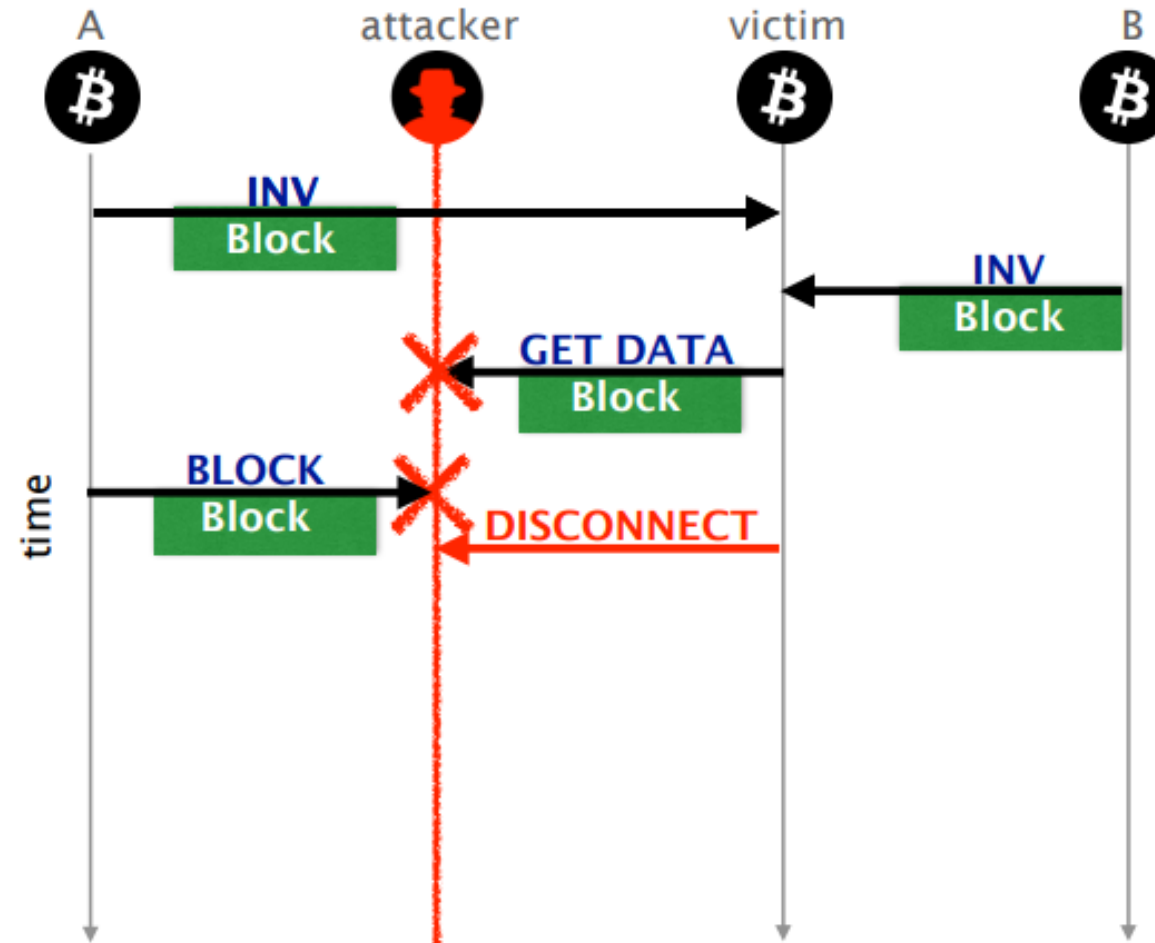 A
attacker
victim
B
INV
Block
INV
Block
GET DATA
Block
BLOCK
Block
DISCONNECT
time